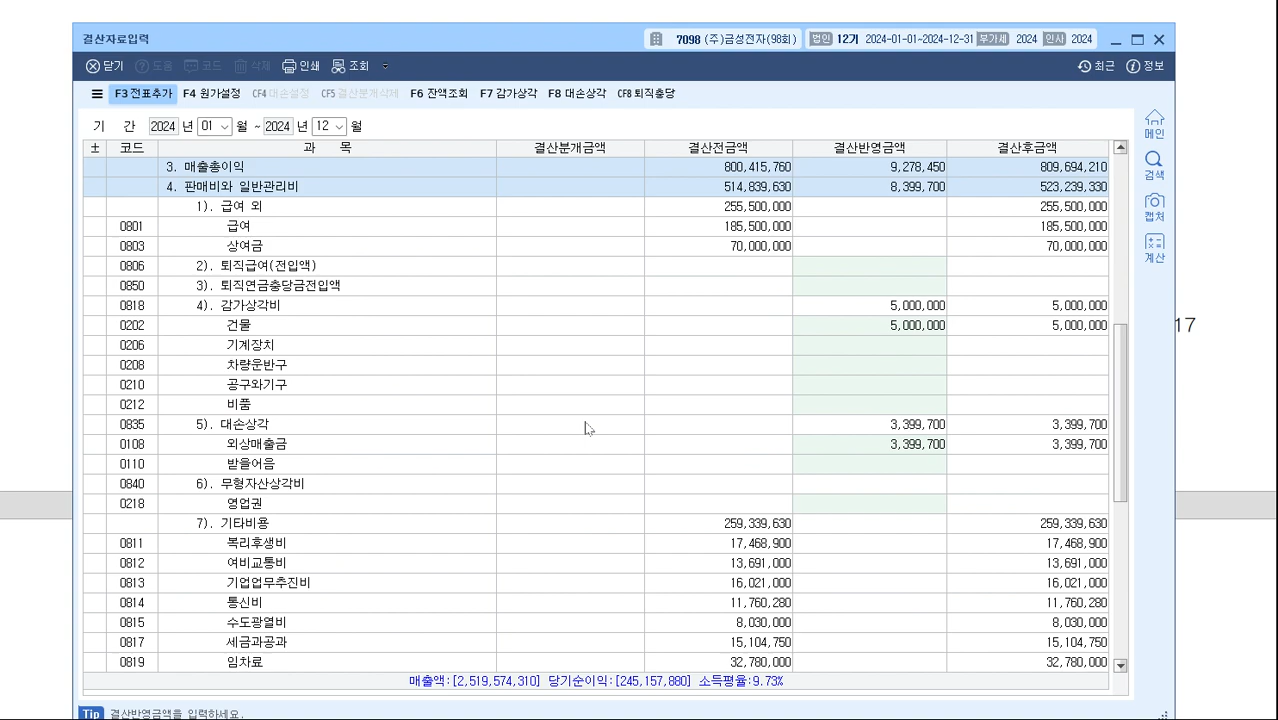 결산자료입력 7098 (주)금성전자(98회) 법인 12기 2024-01-01~2024-12-31 부가세 2024 인사 2024
닫기 도움 코드 삭제 인쇄 조회 최근 정보
F3 전표추가 F4 원가설정 CF4 대손설정 CF5 결산분개삭제 F6 잔액조회 F7 감가상각 F8 대손상각 CF8 퇴직충당
기 간 2024 년 01 월 ~ 2024 년 12 월
메인
± 코드 과 목 결산분개금액 결산전금액 결산반영금액 결산후금액
3. 매출총이익 800,415,760 9,278,450 809,694,210
검색
4. 판매비와 일반관리비 514,839,630 8,399,700 523,239,330
1). 급여 외 255,500,000 255,500,000
캡처
0801 급여 185,500,000 185,500,000
0803 상여금 70,000,000 70,000,000
계산
0806 2). 퇴직급여(전입액)
0850 3). 퇴직연금충당금전입액
0818 4). 감가상각비 5,000,000 5,000,000
0202 건물 5,000,000 5,000,000
17
0206 기계장치
0208 차량운반구
0210 공구와기구
0212 비품
0835 5). 대손상각 3,399,700 3,399,700
0108 외상매출금 3,399,700 3,399,700
0110 받을어음
0840 6). 무형자산상각비
0218 영업권
7). 기타비용 259,339,630 259,339,630
0811 복리후생비 17,468,900 17,468,900
0812 여비교통비 13,691,000 13,691,000
0813 기업업무추진비 16,021,000 16,021,000
0814 통신비 11,760,280 11,760,280
0815 수도광열비 8,030,000 8,030,000
0817 세금과공과 15,104,750 15,104,750
0819 임차료 32,780,000 32,780,000
매출액:[2,519,574,310] 당기순이익:[245,157,880] 소득평율:9.73%
Tip 결산반영금액을 입력하세요.